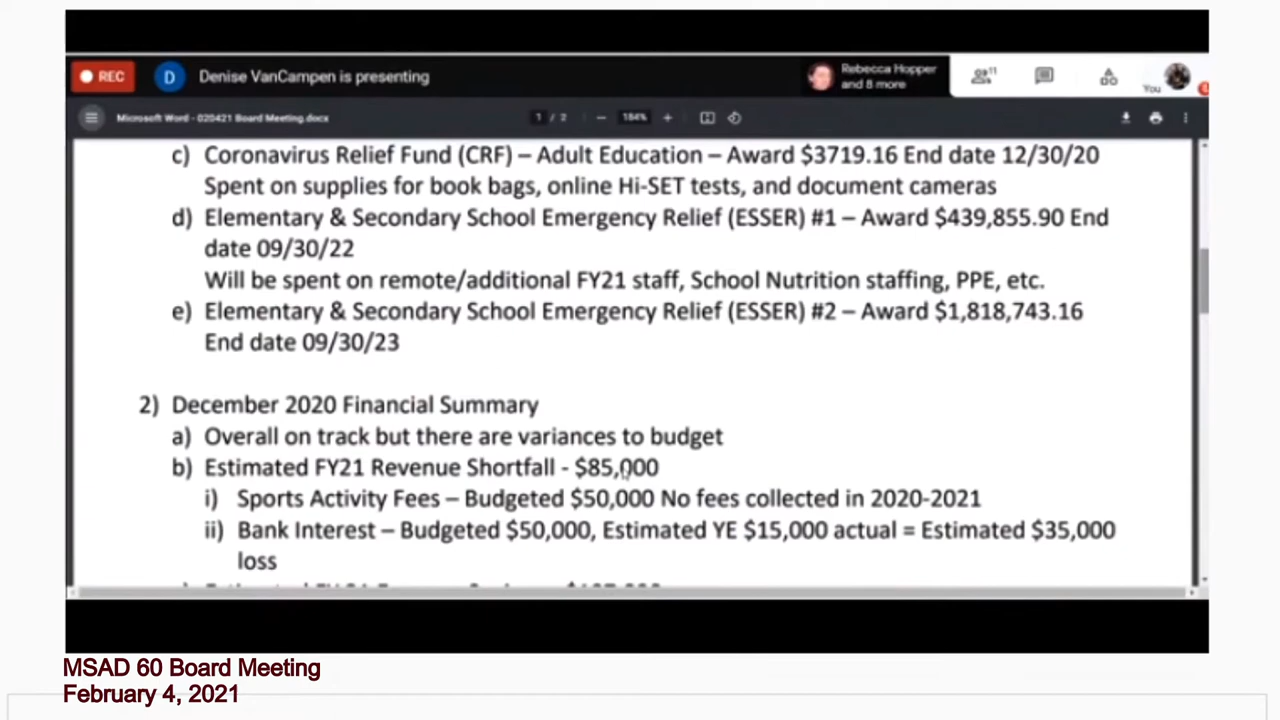 REC
D
Denise VanCampen is presenting
Rebecca Hopper
and 8 more
11
You
Microsoft Word - 020421 Board Meeting.docx
1 / 2
184%
c) Coronavirus Relief Fund (CRF) – Adult Education – Award $3719.16 End date 12/30/20
Spent on supplies for book bags, online Hi-SET tests, and document cameras
d) Elementary & Secondary School Emergency Relief (ESSER) #1 – Award $439,855.90 End
date 09/30/22
Will be spent on remote/additional FY21 staff, School Nutrition staffing, PPE, etc.
e) Elementary & Secondary School Emergency Relief (ESSER) #2 – Award $1,818,743.16
End date 09/30/23
2) December 2020 Financial Summary
a) Overall on track but there are variances to budget
b) Estimated FY21 Revenue Shortfall - $85,000
i) Sports Activity Fees – Budgeted $50,000 No fees collected in 2020-2021
ii) Bank Interest – Budgeted $50,000, Estimated YE $15,000 actual = Estimated $35,000
loss
MSAD 60 Board Meeting
February 4, 2021